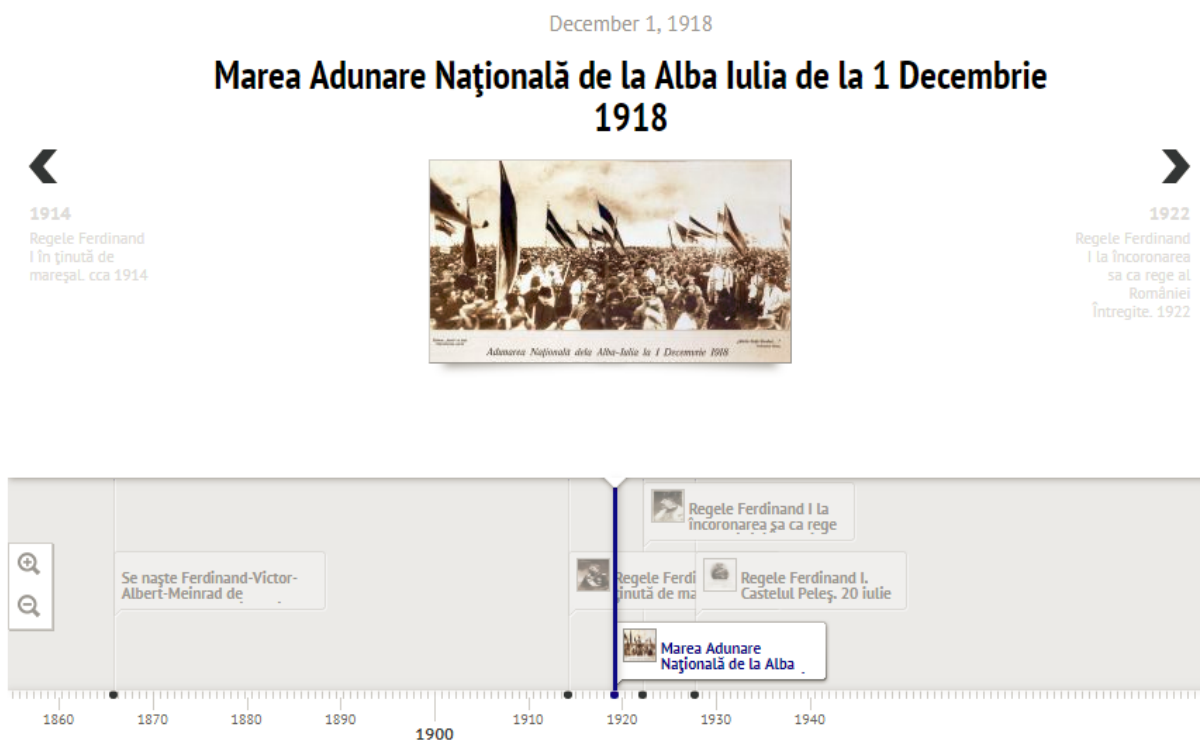 December 1, 1918
Marea Adunare Naţională de la Alba Iulia de la 1 Decembrie
1918
1914
Regele Ferdinand
I în ţinută de
mareşal. cca 1914
1922
Regele Ferdinand
I la încoronarea
sa ca rege al
României
Întregite. 1922
Adunarea Naţională dela Alba-Iulia la 1 Decemvrie 1918
Regele Ferdinand I la
încoronarea sa ca rege
Se naşte Ferdinand-Victor-
Albert-Meinrad de
Regele Ferdi
ţinută de ma
Regele Ferdinand I.
Castelul Peleş. 20 iulie
Marea Adunare
Naţională de la Alba
1860 1870 1880 1890 1900 1910 1920 1930 1940